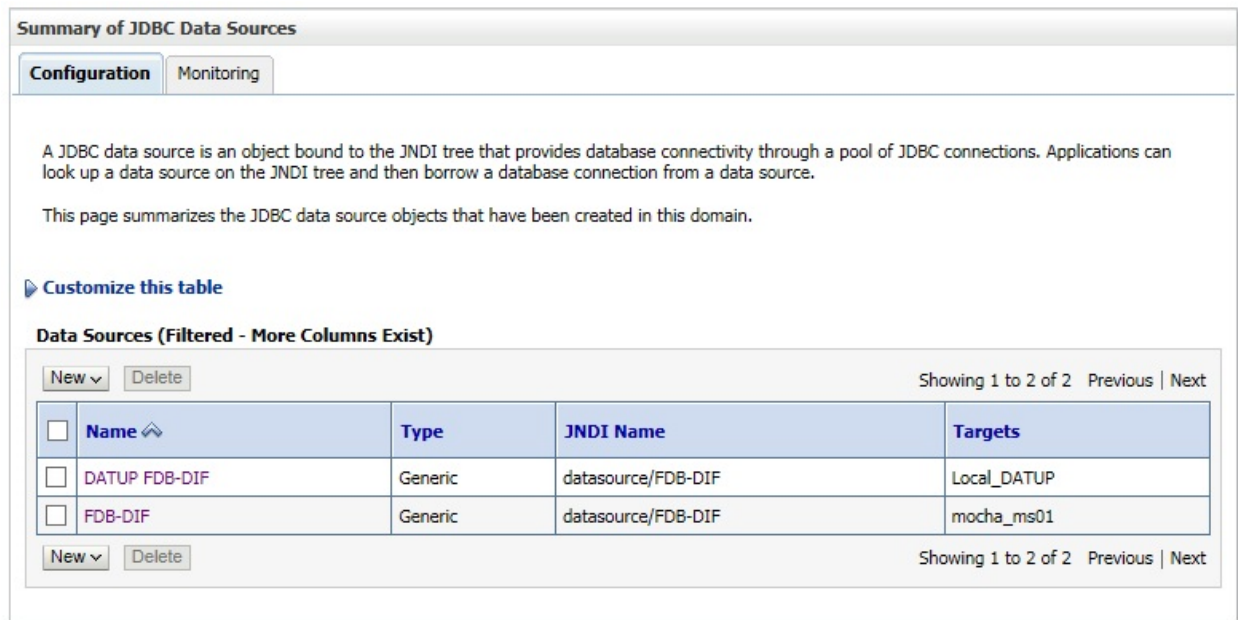 Summary of JDBC Data Sources
Configuration Monitoring
A JDBC data source is an object bound to the JNDI tree that provides database connectivity through a pool of JDBC connections. Applications can
look up a data source on the JNDI tree and then borrow a database connection from a data source.
This page summarizes the JDBC data source objects that have been created in this domain.
Customize this table
Data Sources (Filtered - More Columns Exist)
New Delete Showing 1 to 2 of 2 Previous | Next
Name Type JNDI Name Targets
DATUP FDB-DIF Generic datasource/FDB-DIF Local_DATUP
FDB-DIF Generic datasource/FDB-DIF mocha_ms01
New Delete Showing 1 to 2 of 2 Previous | Next